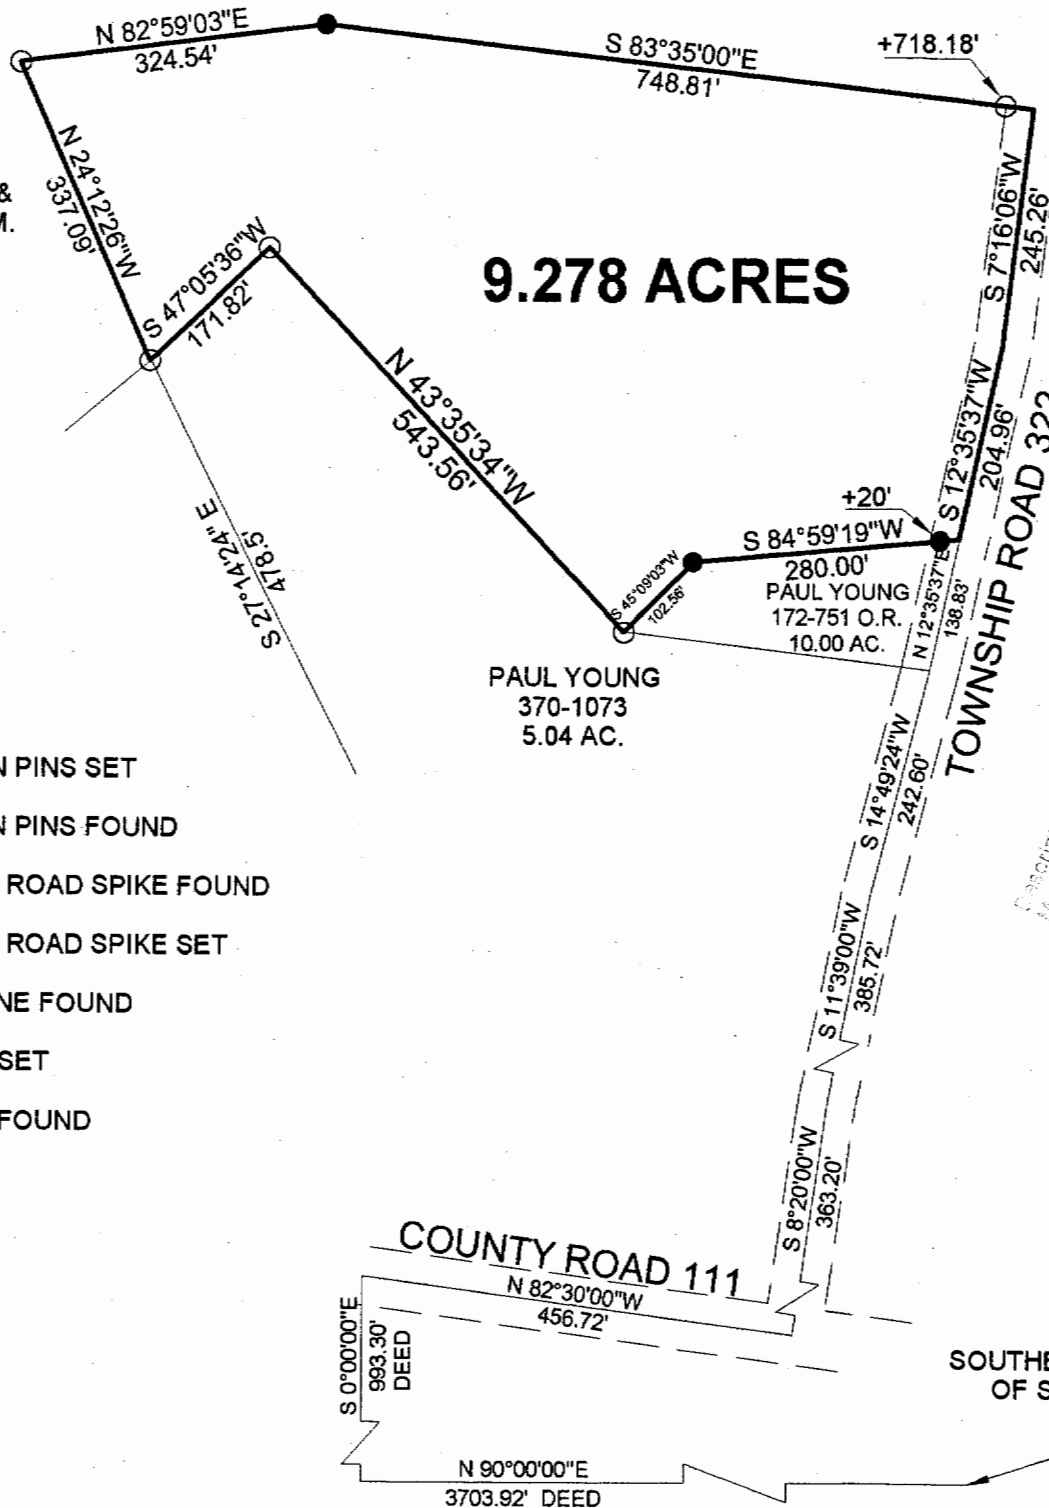 N 82°59'03"E
324.54'
S 83°35'00"E
748.81'
+718.18'
N 24°12'26"W
337.09'
&
M.
S 47°05'36"W
171.82'
9.278 ACRES
S 7°16'06"W
245.26'
N 43°35'34"W
543.56'
S 12°35'37"W
204.96'
+20'
S 84°59'19"W
280.00'
S 45°09'03"W
102.56'
PAUL YOUNG
172-751 O.R.
10.00 AC.
N 12°35'37"E
138.83'
TOWNSHIP ROAD 322
S 27°14'24" E
478.5'
PAUL YOUNG
370-1073
5.04 AC.
S 14°49'24"W
242.60'
N PINS SET
N PINS FOUND
ROAD SPIKE FOUND
ROAD SPIKE SET
NE FOUND
SET
FOUND
S 11°39'00"W
385.72'
S 8°20'00"W
363.20'
COUNTY ROAD 111
N 82°30'00"W
456.72'
S 0°00'00"E
993.30'
DEED
SOUTHE
OF S
N 90°00'00"E
3703.92' DEED